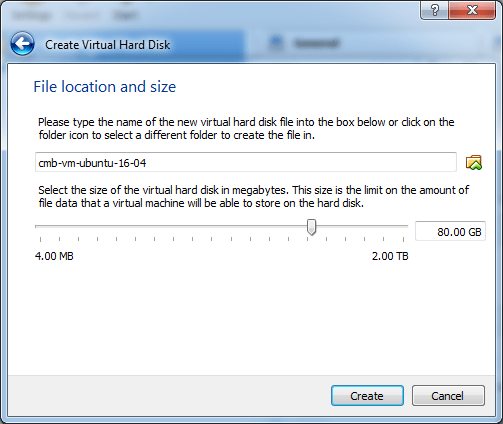 Create Virtual Hard Disk
File location and size
Please type the name of the new virtual hard disk file into the box below or click on the
folder icon to select a different folder to create the file in.
cmb-vm-ubuntu-16-04
Select the size of the virtual hard disk in megabytes. This size is the limit on the amount of
file data that a virtual machine will be able to store on the hard disk.
80.00 GB
4.00 MB 2.00 TB
Create Cancel